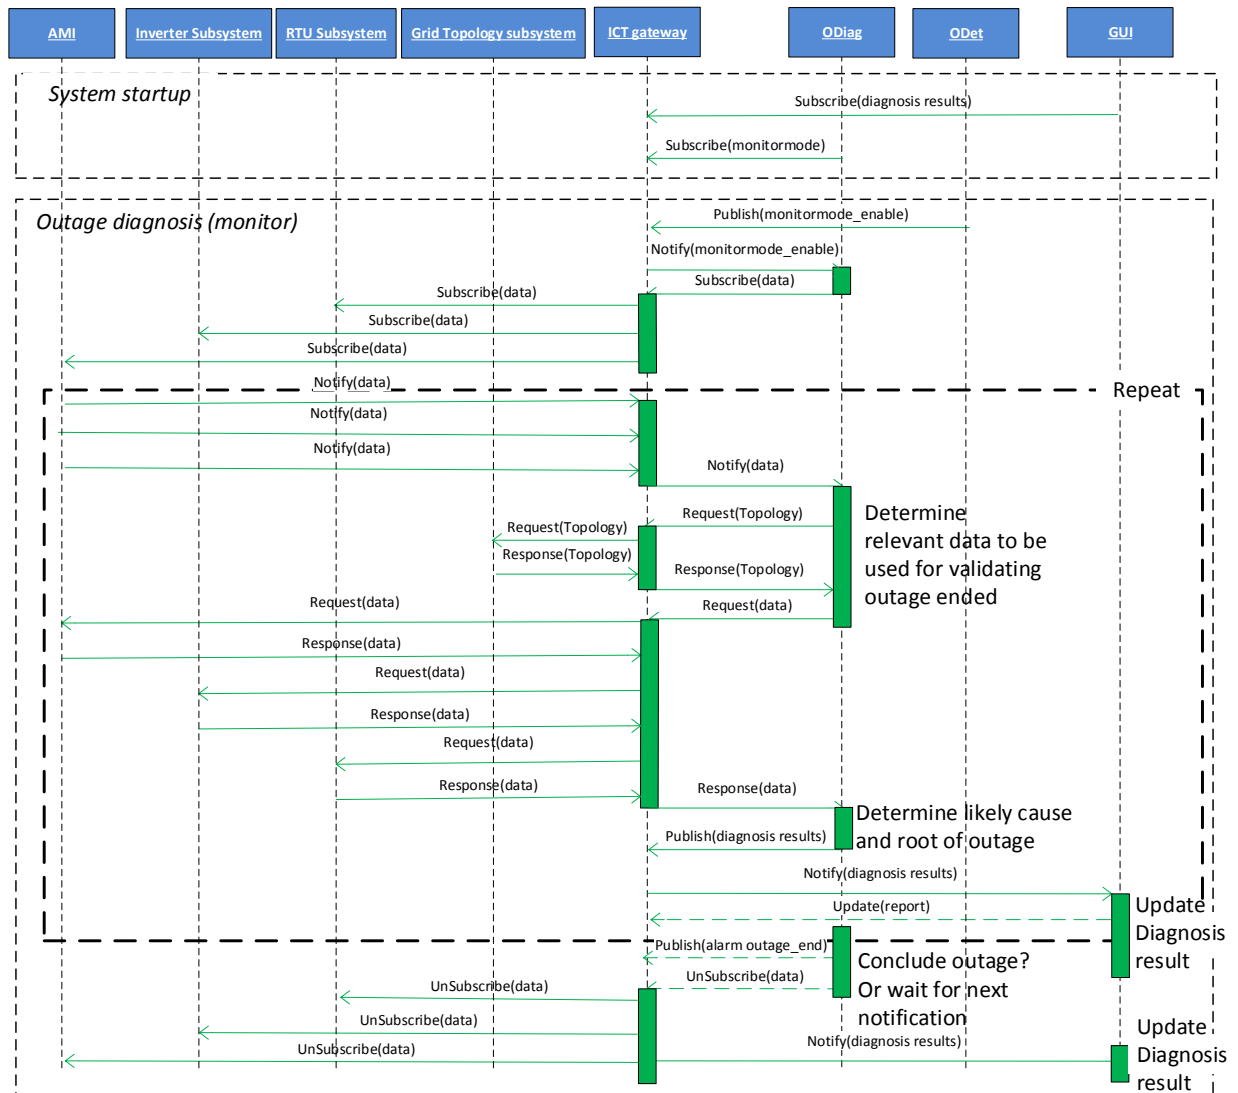 AMI
Inverter Subsystem
RTU Subsystem
Grid Topology subsystem
ICT gateway
ODiag
ODet
GUI
System startup
Subscribe(diagnosis results)
Subscribe(monitormode)
Outage diagnosis (monitor)
Publish(monitormode_enable)
Notify(monitormode_enable)
Subscribe(data)
Subscribe(data)
Subscribe(data)
Subscribe(data)
Repeat
Notify(data)
Notify(data)
Notify(data)
Notify(data)
Determine
relevant data to be
used for validating
outage ended
Request(Topology)
Request(Topology)
Response(Topology)
Response(Topology)
Request(data)
Request(data)
Response(data)
Request(data)
Response(data)
Request(data)
Response(data)
Response(data)
Determine likely cause
and root of outage
Publish(diagnosis results)
Notify(diagnosis results)
Update(report)
Update
Diagnosis
result
Publish(alarm outage_end)
Conclude outage?
Or wait for next
notification
UnSubscribe(data)
UnSubscribe(data)
UnSubscribe(data)
UnSubscribe(data)
Notify(diagnosis results)
Update
Diagnosis
result